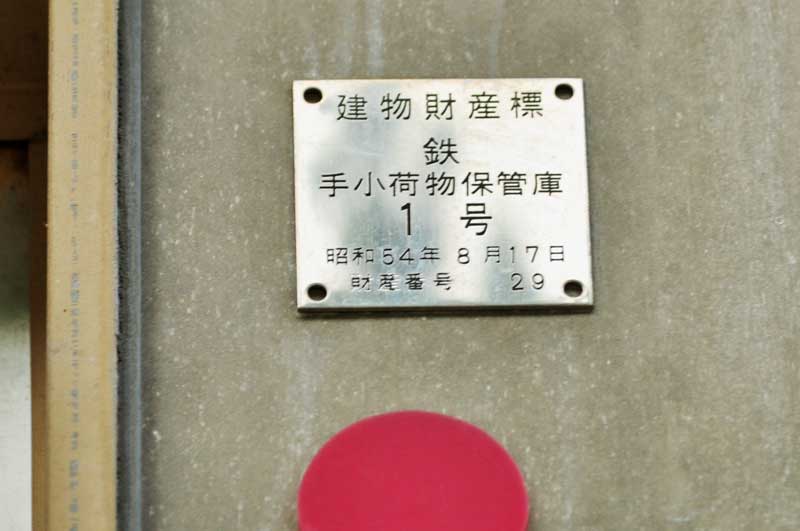 建物財産標
鉄
手小荷物保管庫
1 号
昭和54年 8 月17日
財産番号 29